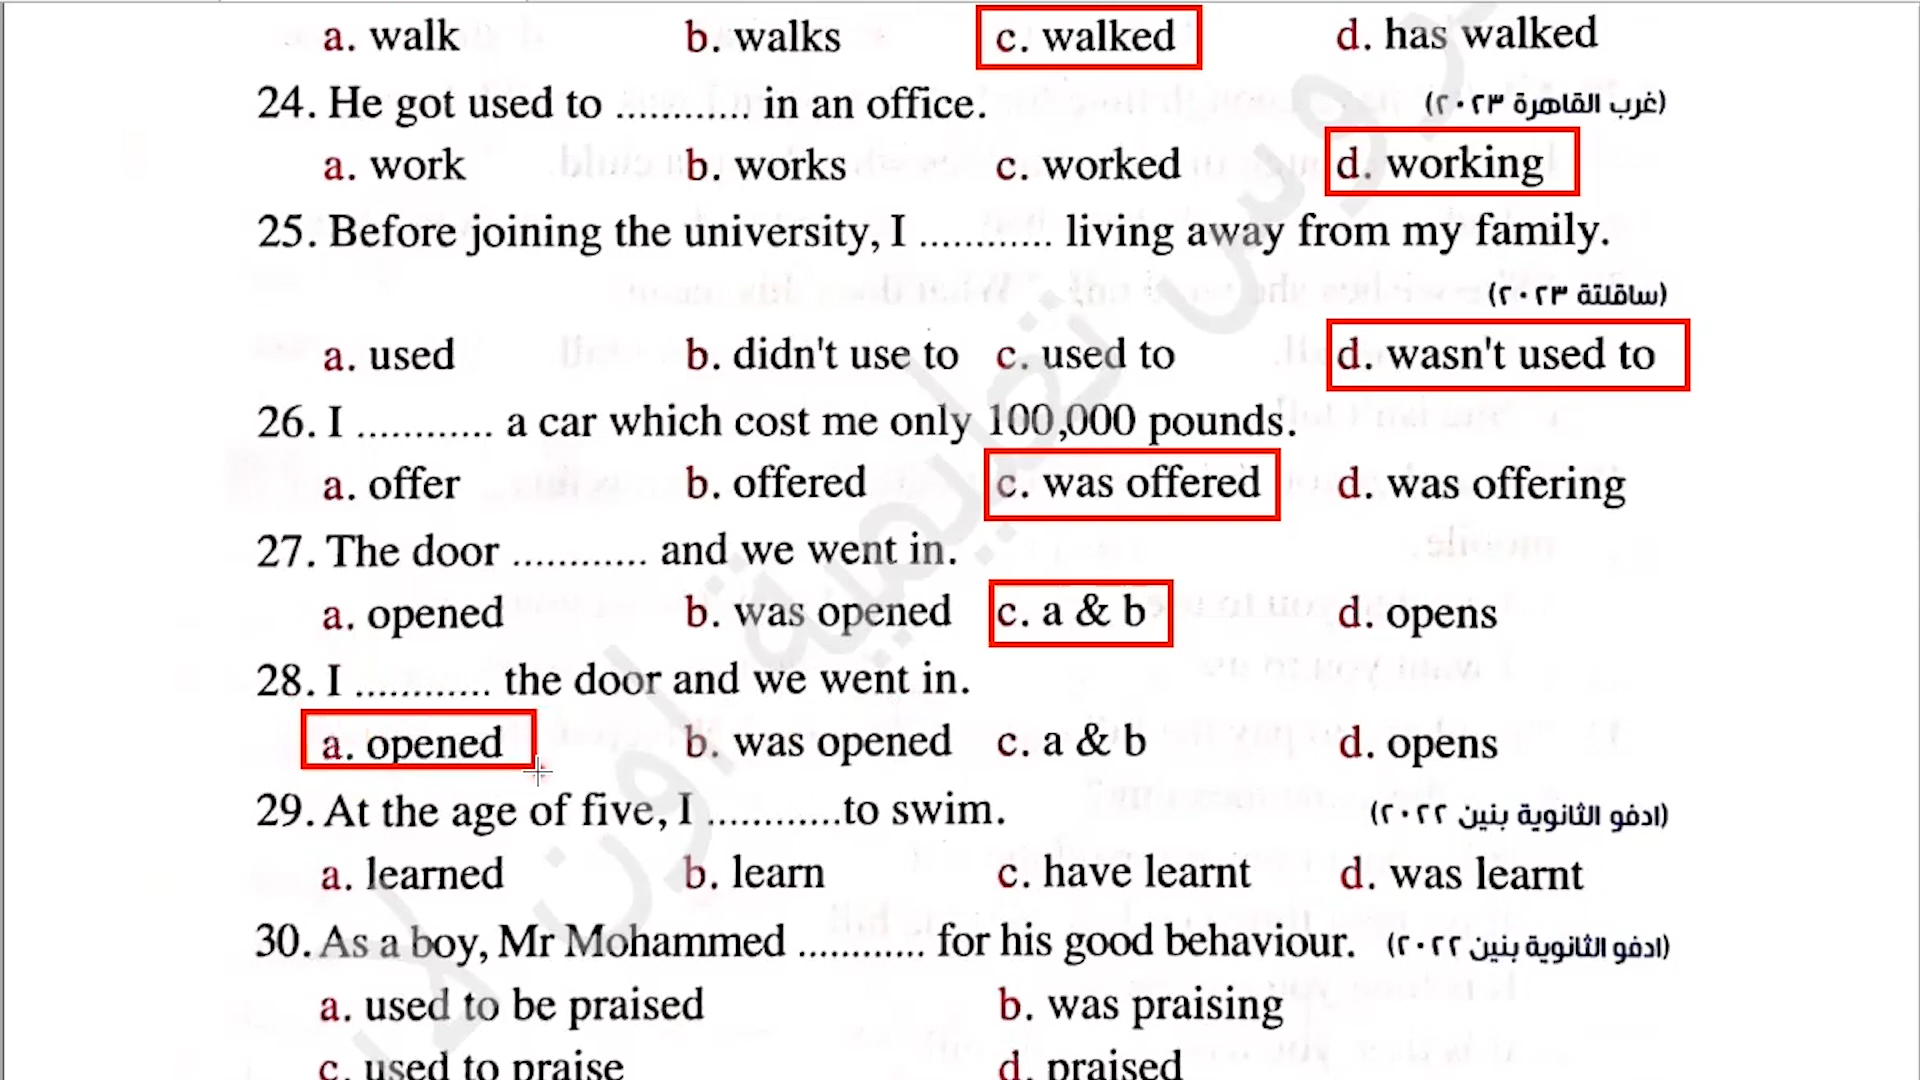 a. walk b. walks c. walked d. has walked
24. He got used to ............ in an office. (غرب القاهرة ٢٠٢٣)
a. work b. works c. worked d. working
25. Before joining the university, I ............ living away from my family.
(ساقلتة ٢٠٢٣)
a. used b. didn't use to c. used to d. wasn't used to
26. I ............ a car which cost me only 100,000 pounds.
a. offer b. offered c. was offered d. was offering
27. The door ............ and we went in.
a. opened b. was opened c. a & b d. opens
28. I ............ the door and we went in.
a. opened b. was opened c. a & b d. opens
29. At the age of five, I ............to swim. (ادفو الثانوية بنين ٢٠٢٢)
a. learned b. learn c. have learnt d. was learnt
30. As a boy, Mr Mohammed ............ for his good behaviour. (ادفو الثانوية بنين ٢٠٢٢)
a. used to be praised b. was praising
c. used to praise d. praised
دروس تعليمية اون لاين